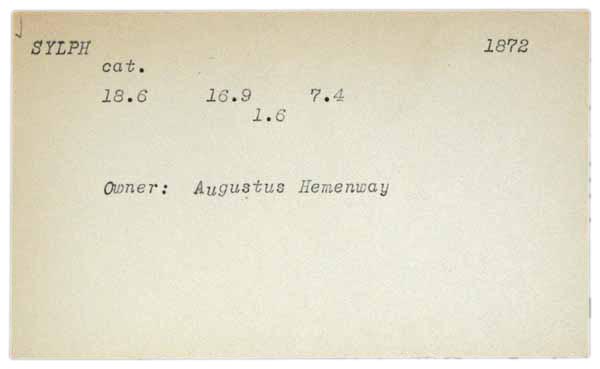 SYLPH 1872
cat.
18.6 16.9 7.4
1.6
Owner: Augustus Hemenway